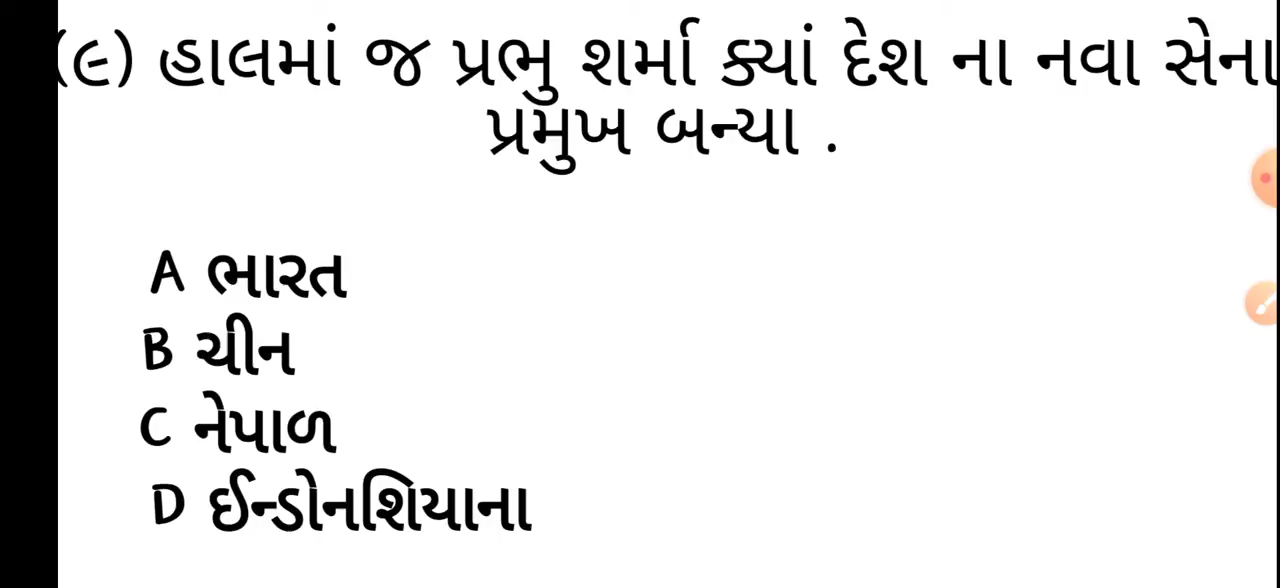 (૯) હાલમાં જ પ્રભુ શર્મા ક્યાં દેશ ના નવા સેના
પ્રમુખ બન્યા .
A ભારત
B ચીન
C નેપાળ
D ઈન્ડોનશિયાના